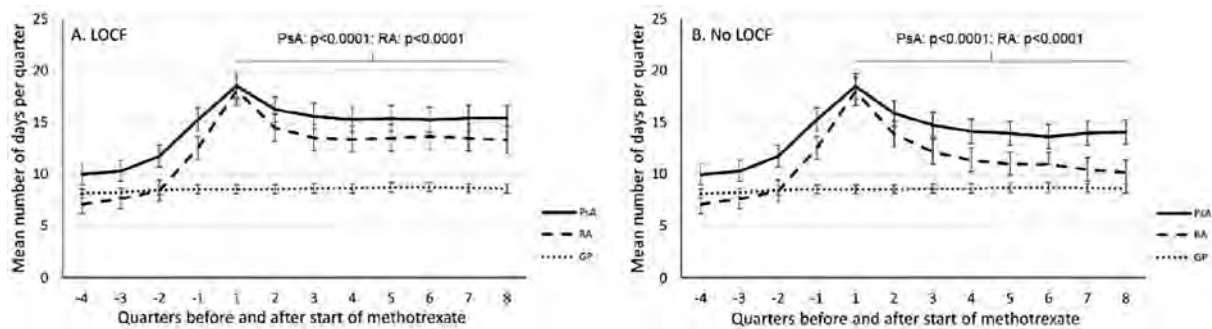 A. LOCF
PsA: p<0.0001; RA: p<0.0001
Mean number of days per quarter
25
20
15
10
5
0
-4 -3 -2 -1 1 2 3 4 5 6 7 8
Quarters before and after start of methotrexate
PsA
RA
GP
B. No LOCF
PsA: p<0.0001; RA: p<0.0001
Mean number of days per quarter
25
20
15
10
5
0
-4 -3 -2 -1 1 2 3 4 5 6 7 8
Quarters before and after start of methotrexate
PsA
RA
GP